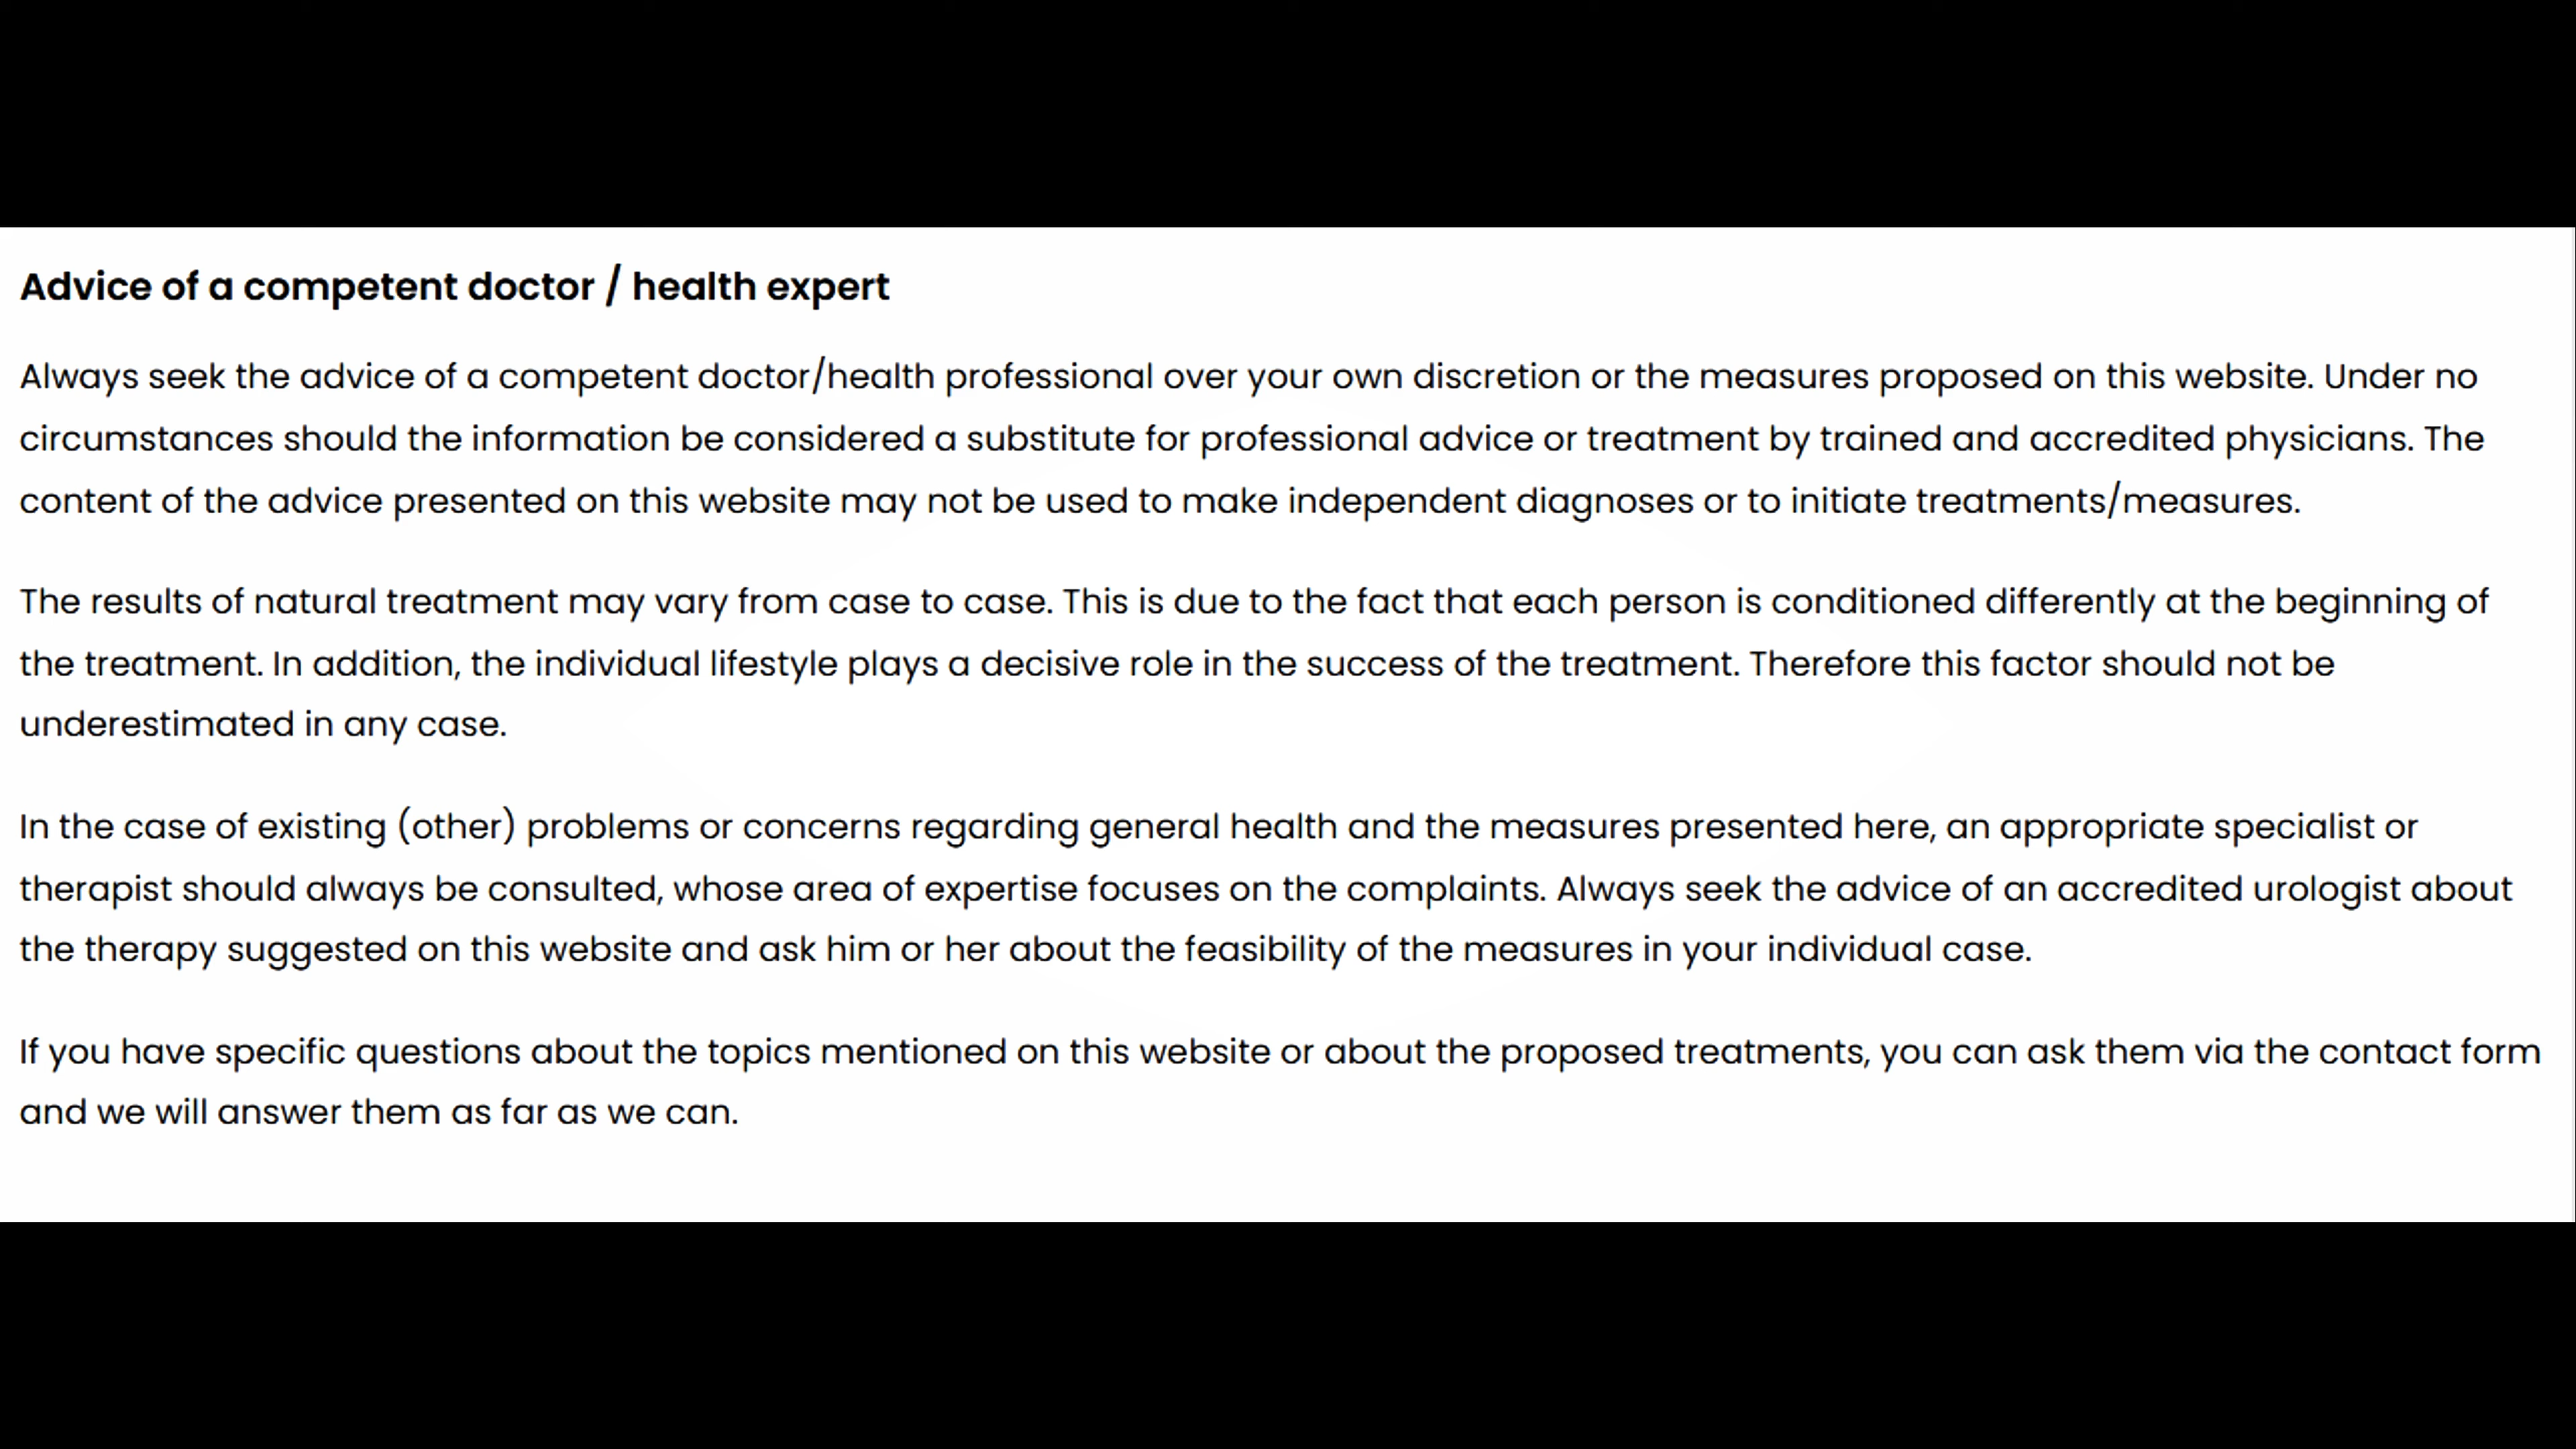 Advice of a competent doctor / health expert
Always seek the advice of a competent doctor/health professional over your own discretion or the measures proposed on this website. Under no
circumstances should the information be considered a substitute for professional advice or treatment by trained and accredited physicians. The
content of the advice presented on this website may not be used to make independent diagnoses or to initiate treatments/measures.
The results of natural treatment may vary from case to case. This is due to the fact that each person is conditioned differently at the beginning of
the treatment. In addition, the individual lifestyle plays a decisive role in the success of the treatment. Therefore this factor should not be
underestimated in any case.
In the case of existing (other) problems or concerns regarding general health and the measures presented here, an appropriate specialist or
therapist should always be consulted, whose area of expertise focuses on the complaints. Always seek the advice of an accredited urologist about
the therapy suggested on this website and ask him or her about the feasibility of the measures in your individual case.
If you have specific questions about the topics mentioned on this website or about the proposed treatments, you can ask them via the contact form
and we will answer them as far as we can.